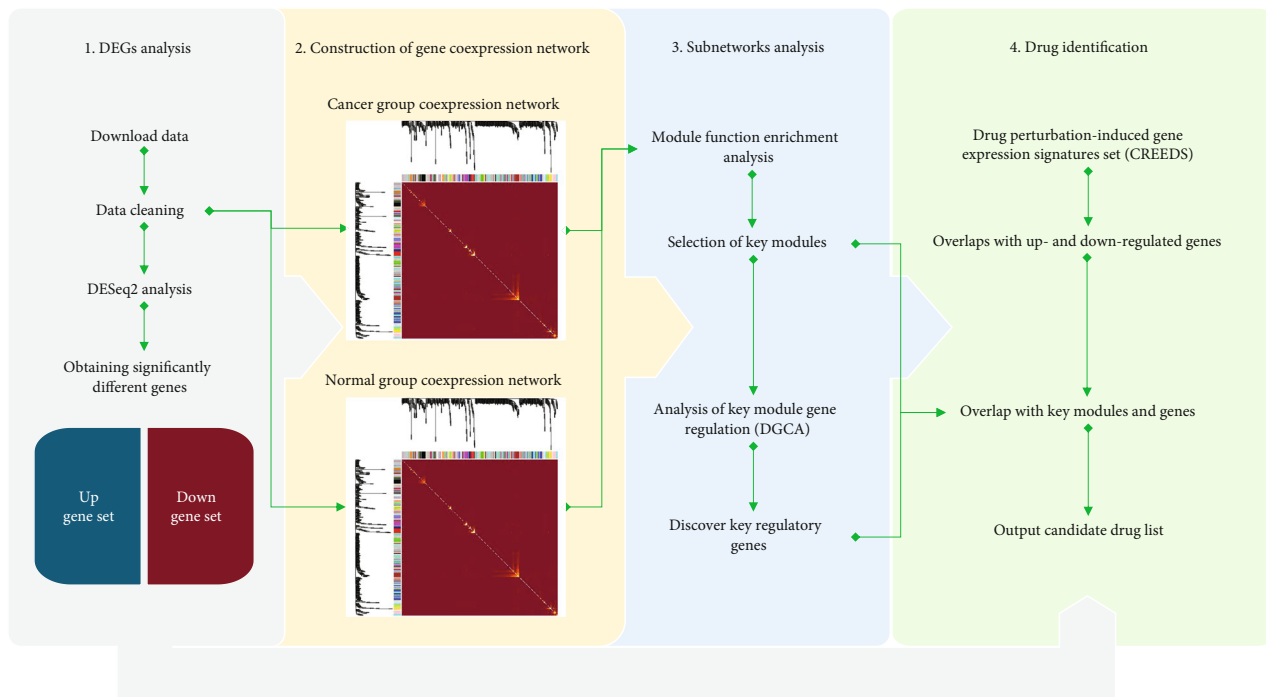 1. DEGs analysis
Download data
Data cleaning
DESeq2 analysis
Obtaining significantly
different genes
Up
gene set
Down
gene set
2. Construction of gene coexpression network
Cancer group coexpression network
Normal group coexpression network
3. Subnetworks analysis
Module function enrichment
analysis
Selection of key modules
Analysis of key module gene
regulation (DGCA)
Discover key regulatory
genes
4. Drug identification
Drug perturbation-induced gene
expression signatures set (CREEDS)
Overlaps with up- and down-regulated genes
Overlap with key modules and genes
Output candidate drug list